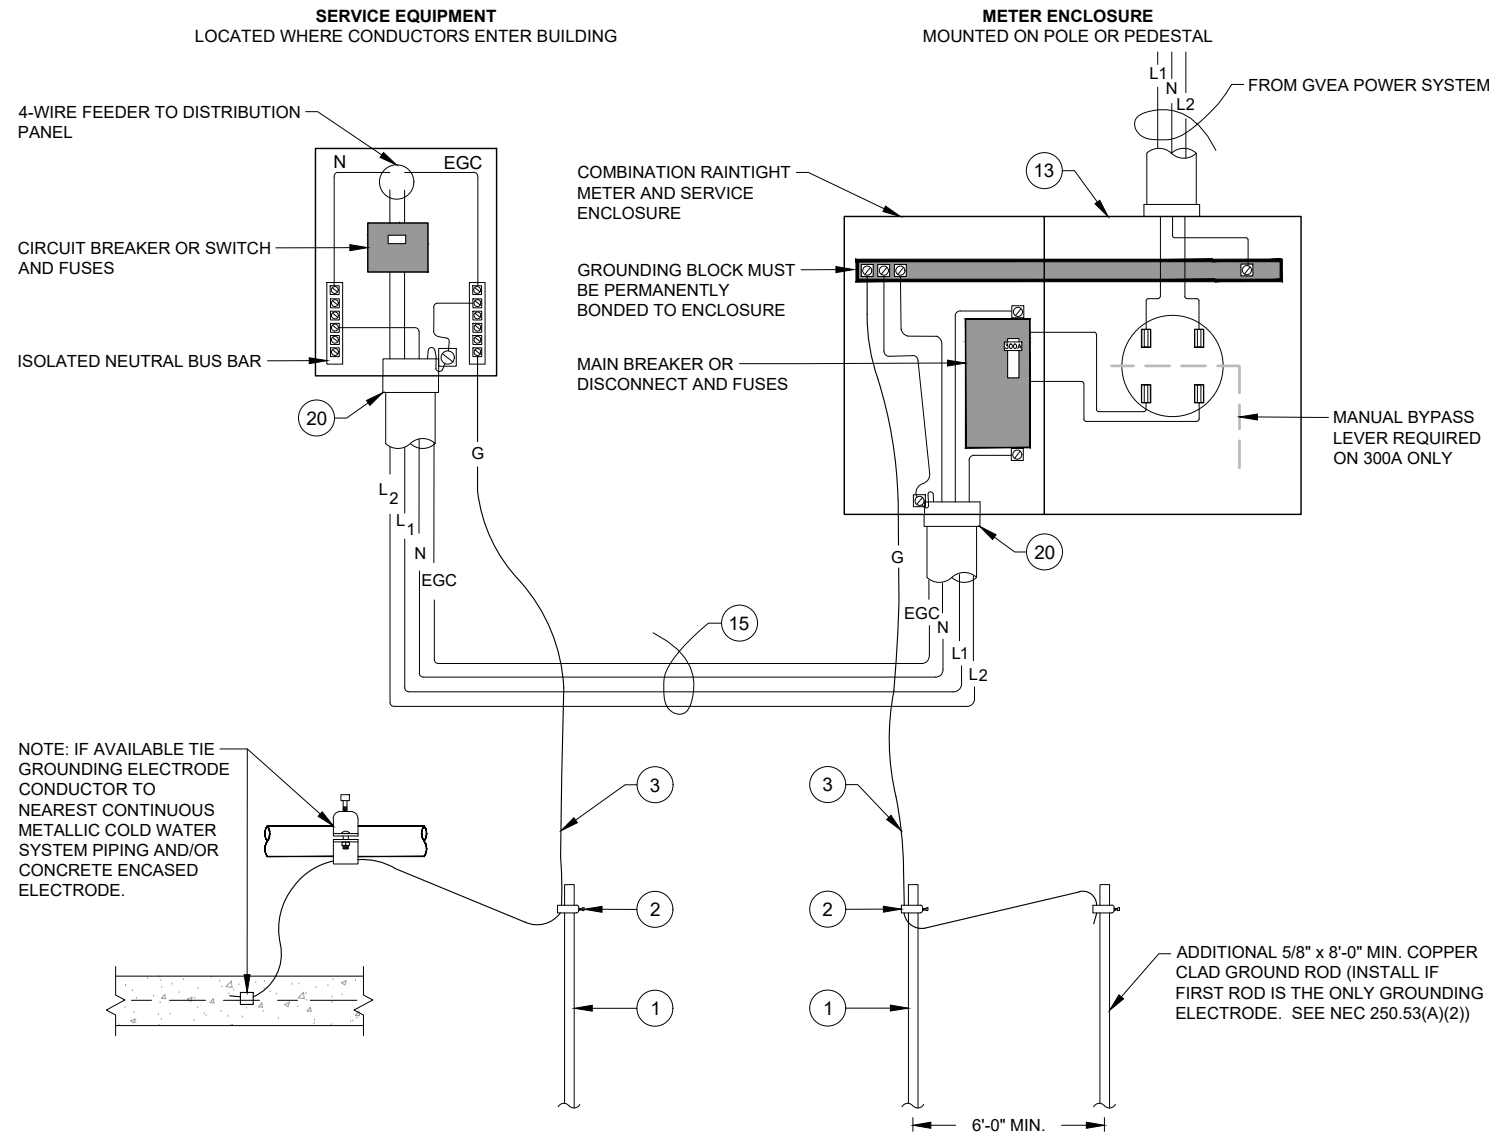 SERVICE EQUIPMENT
LOCATED WHERE CONDUCTORS ENTER BUILDING
METER ENCLOSURE
MOUNTED ON POLE OR PEDESTAL
L1
N
L2
FROM GVEA POWER SYSTEM
4-WIRE FEEDER TO DISTRIBUTION
PANEL
N
EGC
CIRCUIT BREAKER OR SWITCH
AND FUSES
ISOLATED NEUTRAL BUS BAR
20
COMBINATION RAINTIGHT
METER AND SERVICE
ENCLOSURE
13
GROUNDING BLOCK MUST
BE PERMANENTLY
BONDED TO ENCLOSURE
MAIN BREAKER OR
DISCONNECT AND FUSES
300A
MANUAL BYPASS
LEVER REQUIRED
ON 300A ONLY
G
L2
L1
N
EGC
G
20
EGC
N
L1
L2
15
NOTE: IF AVAILABLE TIE
GROUNDING ELECTRODE
CONDUCTOR TO
NEAREST CONTINUOUS
METALLIC COLD WATER
SYSTEM PIPING AND/OR
CONCRETE ENCASED
ELECTRODE.
3
3
2
2
1
1
ADDITIONAL 5/8" x 8'-0" MIN. COPPER
CLAD GROUND ROD (INSTALL IF
FIRST ROD IS THE ONLY GROUNDING
ELECTRODE. SEE NEC 250.53(A)(2))
6'-0" MIN.